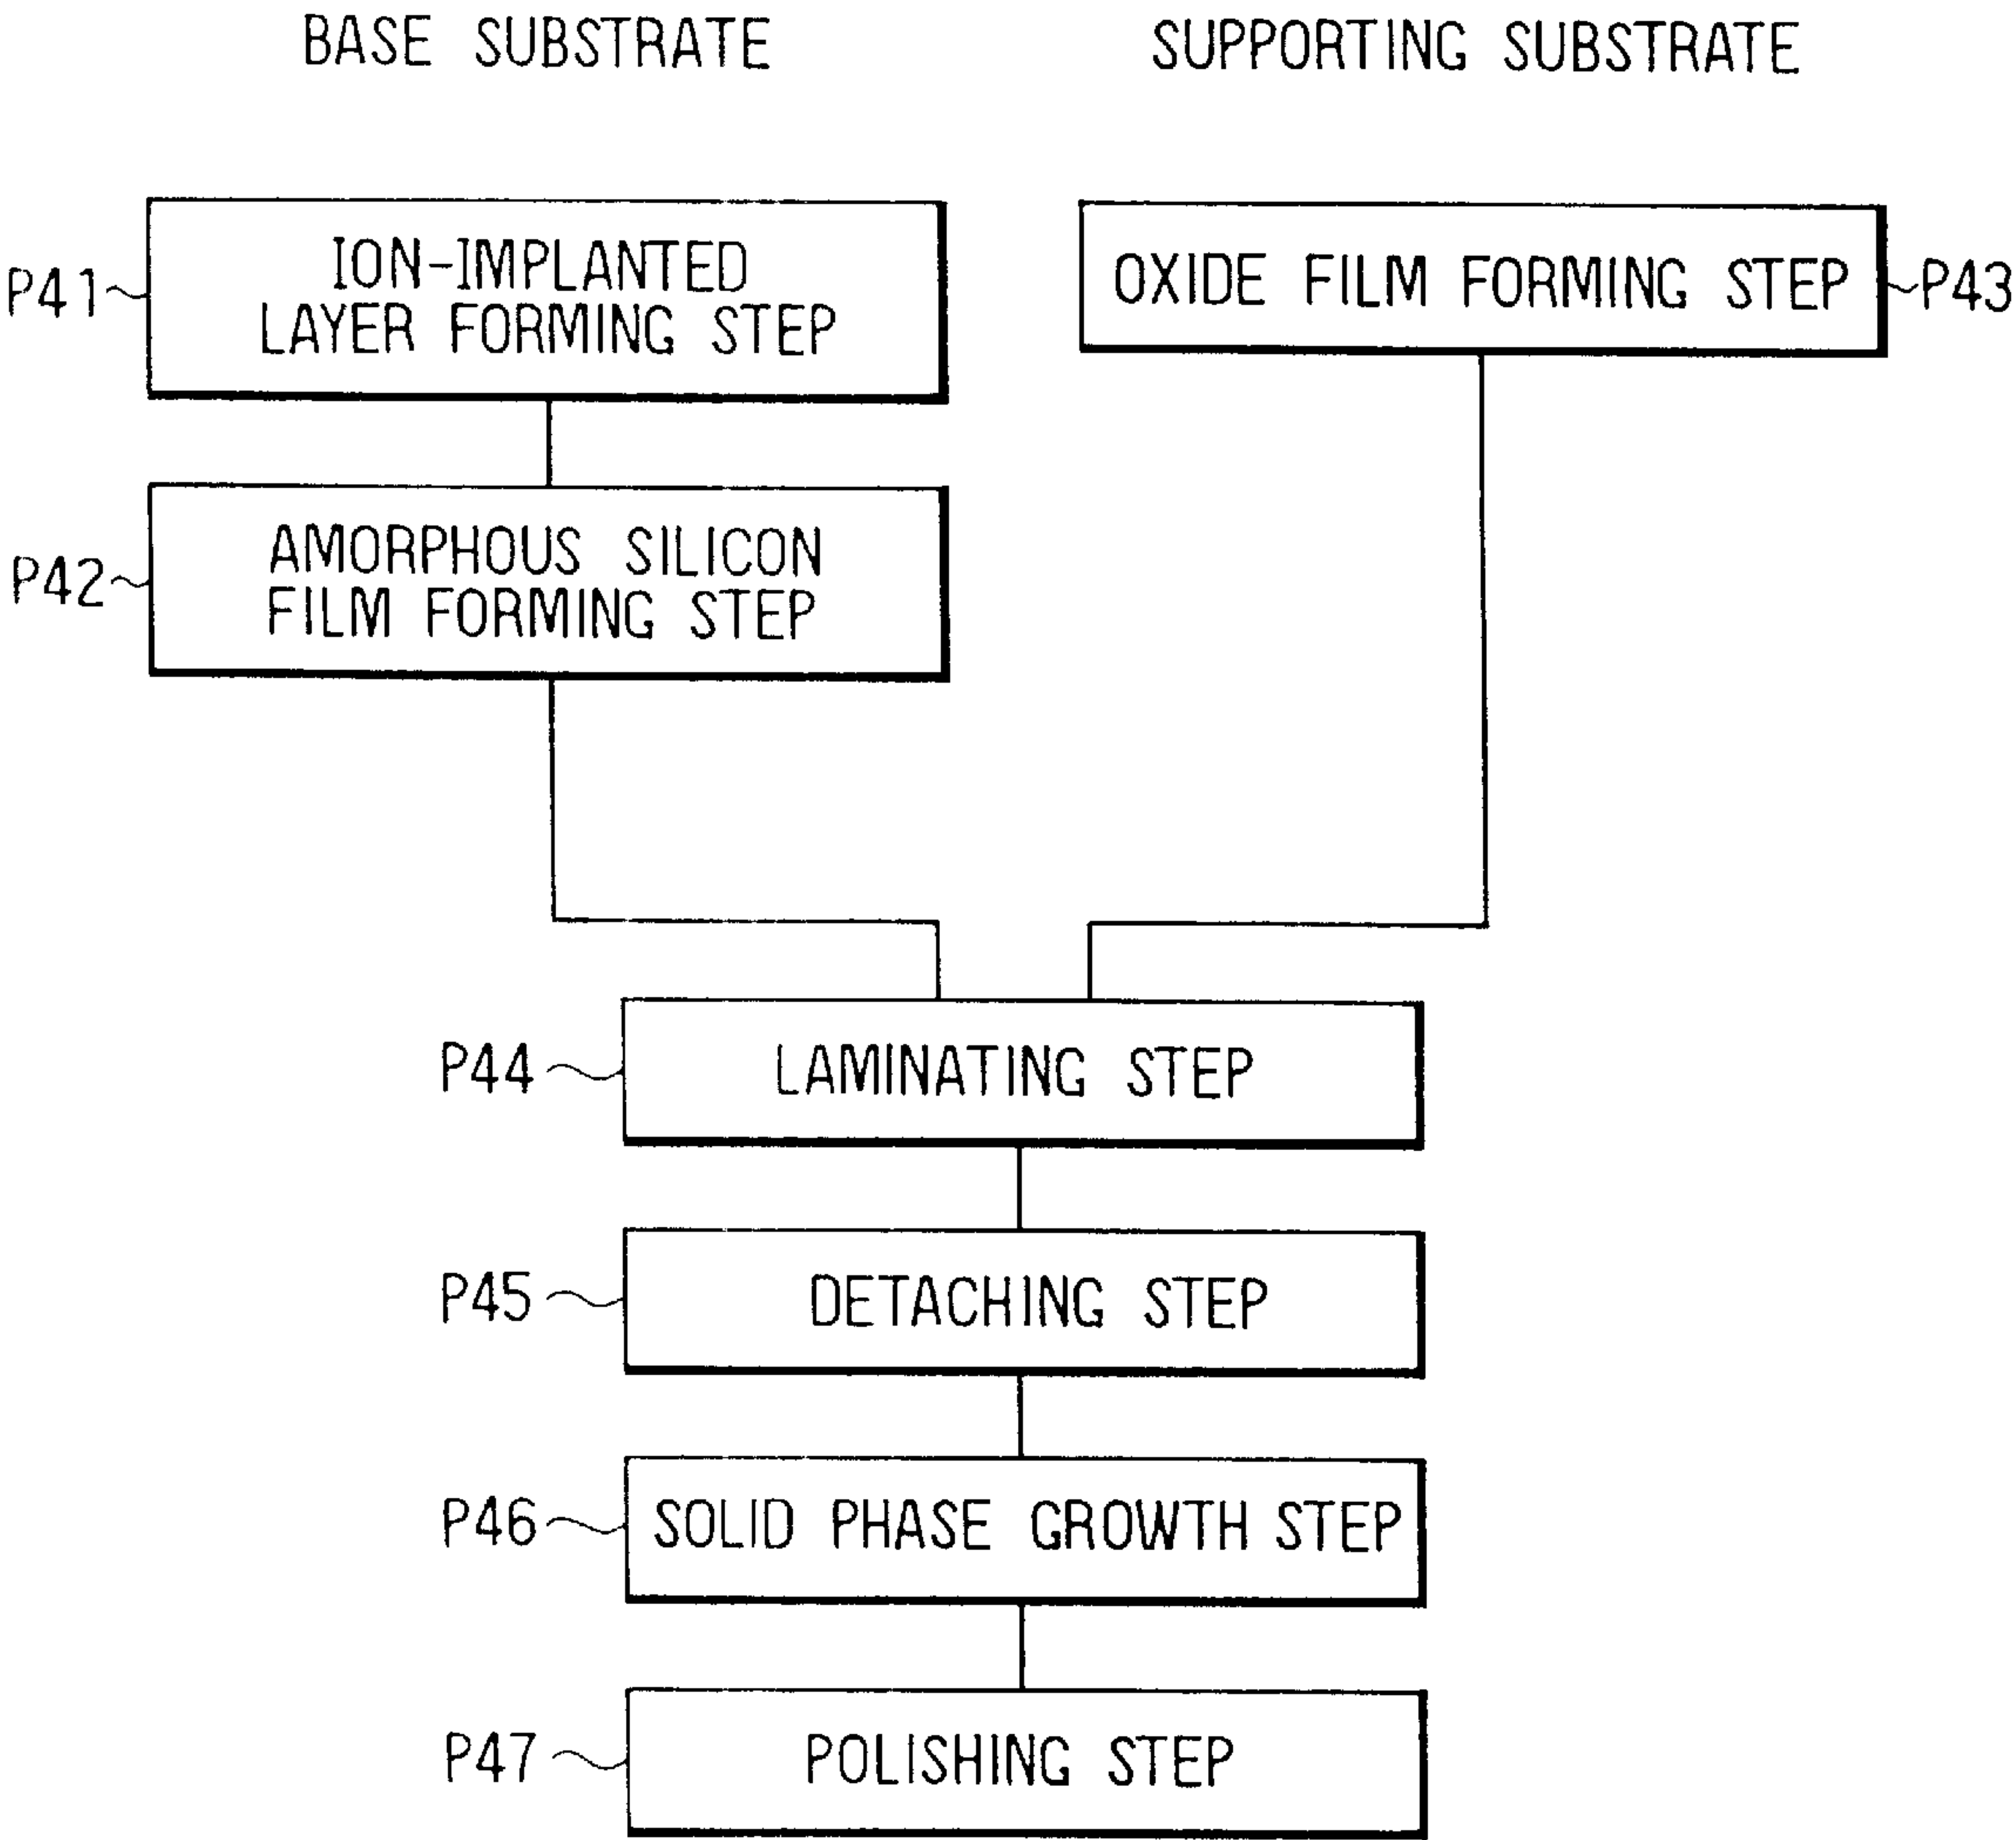 BASE SUBSTRATE
SUPPORTING SUBSTRATE
P41
ION-IMPLANTED
LAYER FORMING STEP
OXIDE FILM FORMING STEP
P43
P42
AMORPHOUS SILICON
FILM FORMING STEP
P44
LAMINATING STEP
P45
DETACHING STEP
P46
SOLID PHASE GROWTH STEP
P47
POLISHING STEP